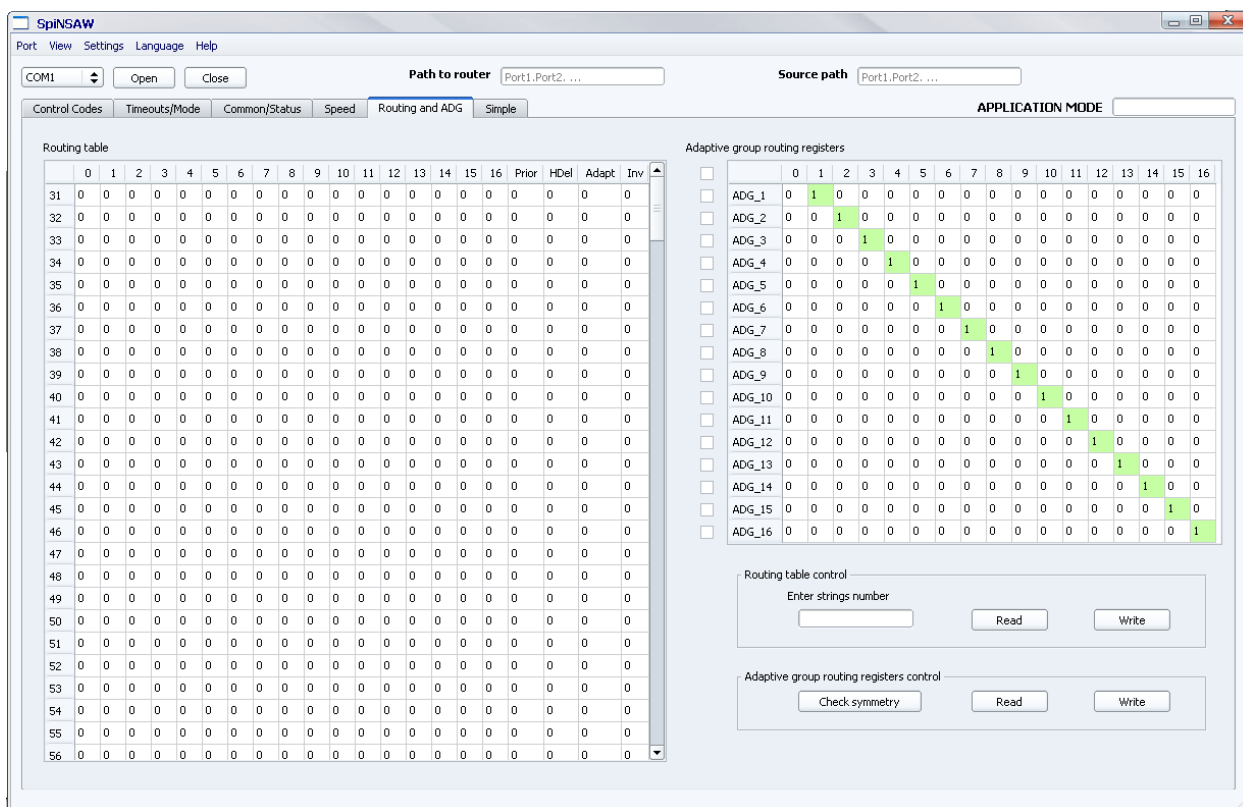 SpiNSAW
Port View Settings Language Help
COM1 Open Close Path to router Port1.Port2. ... Source path Port1.Port2. ...
Control Codes Timeouts/Mode Common/Status Speed Routing and ADG Simple APPLICATION MODE
Routing table
0 1 2 3 4 5 6 7 8 9 10 11 12 13 14 15 16 Prior HDel Adapt Inv
31 0 0 0 0 0 0 0 0 0 0 0 0 0 0 0 0 0 0 0 0 0
32 0 0 0 0 0 0 0 0 0 0 0 0 0 0 0 0 0 0 0 0 0
33 0 0 0 0 0 0 0 0 0 0 0 0 0 0 0 0 0 0 0 0 0
34 0 0 0 0 0 0 0 0 0 0 0 0 0 0 0 0 0 0 0 0 0
35 0 0 0 0 0 0 0 0 0 0 0 0 0 0 0 0 0 0 0 0 0
36 0 0 0 0 0 0 0 0 0 0 0 0 0 0 0 0 0 0 0 0 0
37 0 0 0 0 0 0 0 0 0 0 0 0 0 0 0 0 0 0 0 0 0
38 0 0 0 0 0 0 0 0 0 0 0 0 0 0 0 0 0 0 0 0 0
39 0 0 0 0 0 0 0 0 0 0 0 0 0 0 0 0 0 0 0 0 0
40 0 0 0 0 0 0 0 0 0 0 0 0 0 0 0 0 0 0 0 0 0
41 0 0 0 0 0 0 0 0 0 0 0 0 0 0 0 0 0 0 0 0 0
42 0 0 0 0 0 0 0 0 0 0 0 0 0 0 0 0 0 0 0 0 0
43 0 0 0 0 0 0 0 0 0 0 0 0 0 0 0 0 0 0 0 0 0
44 0 0 0 0 0 0 0 0 0 0 0 0 0 0 0 0 0 0 0 0 0
45 0 0 0 0 0 0 0 0 0 0 0 0 0 0 0 0 0 0 0 0 0
46 0 0 0 0 0 0 0 0 0 0 0 0 0 0 0 0 0 0 0 0 0
47 0 0 0 0 0 0 0 0 0 0 0 0 0 0 0 0 0 0 0 0 0
48 0 0 0 0 0 0 0 0 0 0 0 0 0 0 0 0 0 0 0 0 0
49 0 0 0 0 0 0 0 0 0 0 0 0 0 0 0 0 0 0 0 0 0
50 0 0 0 0 0 0 0 0 0 0 0 0 0 0 0 0 0 0 0 0 0
51 0 0 0 0 0 0 0 0 0 0 0 0 0 0 0 0 0 0 0 0 0
52 0 0 0 0 0 0 0 0 0 0 0 0 0 0 0 0 0 0 0 0 0
53 0 0 0 0 0 0 0 0 0 0 0 0 0 0 0 0 0 0 0 0 0
54 0 0 0 0 0 0 0 0 0 0 0 0 0 0 0 0 0 0 0 0 0
55 0 0 0 0 0 0 0 0 0 0 0 0 0 0 0 0 0 0 0 0 0
56 0 0 0 0 0 0 0 0 0 0 0 0 0 0 0 0 0 0 0 0 0
Adaptive group routing registers
0 1 2 3 4 5 6 7 8 9 10 11 12 13 14 15 16
ADG_1 0 1 0 0 0 0 0 0 0 0 0 0 0 0 0 0 0
ADG_2 0 0 1 0 0 0 0 0 0 0 0 0 0 0 0 0 0
ADG_3 0 0 0 1 0 0 0 0 0 0 0 0 0 0 0 0 0
ADG_4 0 0 0 0 1 0 0 0 0 0 0 0 0 0 0 0 0
ADG_5 0 0 0 0 0 1 0 0 0 0 0 0 0 0 0 0 0
ADG_6 0 0 0 0 0 0 1 0 0 0 0 0 0 0 0 0 0
ADG_7 0 0 0 0 0 0 0 1 0 0 0 0 0 0 0 0 0
ADG_8 0 0 0 0 0 0 0 0 1 0 0 0 0 0 0 0 0
ADG_9 0 0 0 0 0 0 0 0 0 1 0 0 0 0 0 0 0
ADG_10 0 0 0 0 0 0 0 0 0 0 1 0 0 0 0 0 0
ADG_11 0 0 0 0 0 0 0 0 0 0 0 1 0 0 0 0 0
ADG_12 0 0 0 0 0 0 0 0 0 0 0 0 1 0 0 0 0
ADG_13 0 0 0 0 0 0 0 0 0 0 0 0 0 1 0 0 0
ADG_14 0 0 0 0 0 0 0 0 0 0 0 0 0 0 1 0 0
ADG_15 0 0 0 0 0 0 0 0 0 0 0 0 0 0 0 1 0
ADG_16 0 0 0 0 0 0 0 0 0 0 0 0 0 0 0 0 1
Routing table control
Enter strings number
Read Write
Adaptive group routing registers control
Check symmetry Read Write